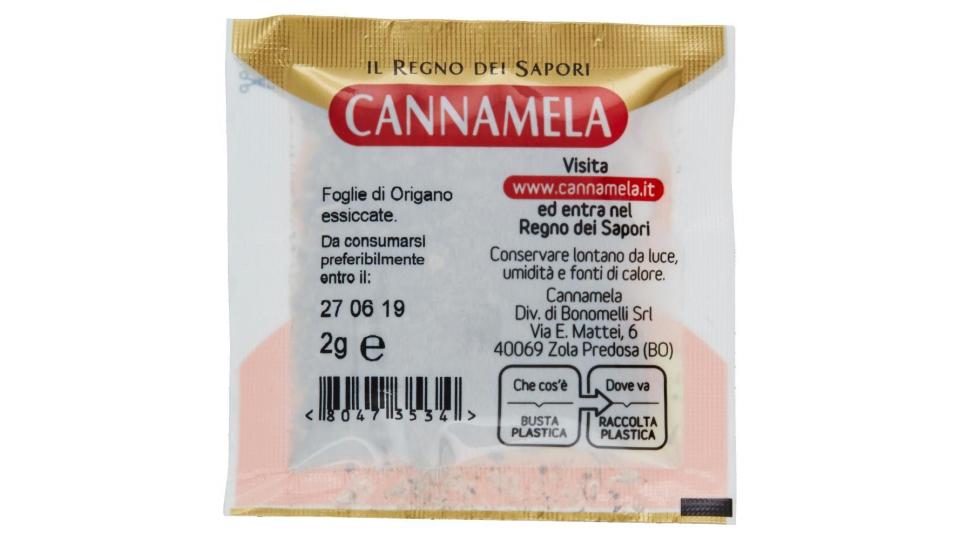 IL REGNO DEI SAPORI
CANNAMELA
Foglie di Origano
essiccate.
Da consumarsi
preferibilmente
entro il:
27 06 19
2g e
< 8047 3534 >
Visita
www.cannamela.it
ed entra nel
Regno dei Sapori
Conservare lontano da luce,
umidità e fonti di calore.
Cannamela
Div. di Bonomelli Srl
Via E. Mattei, 6
40069 Zola Predosa (BO)
Che cos'è
BUSTA
PLASTICA
Dove va
RACCOLTA
PLASTICA